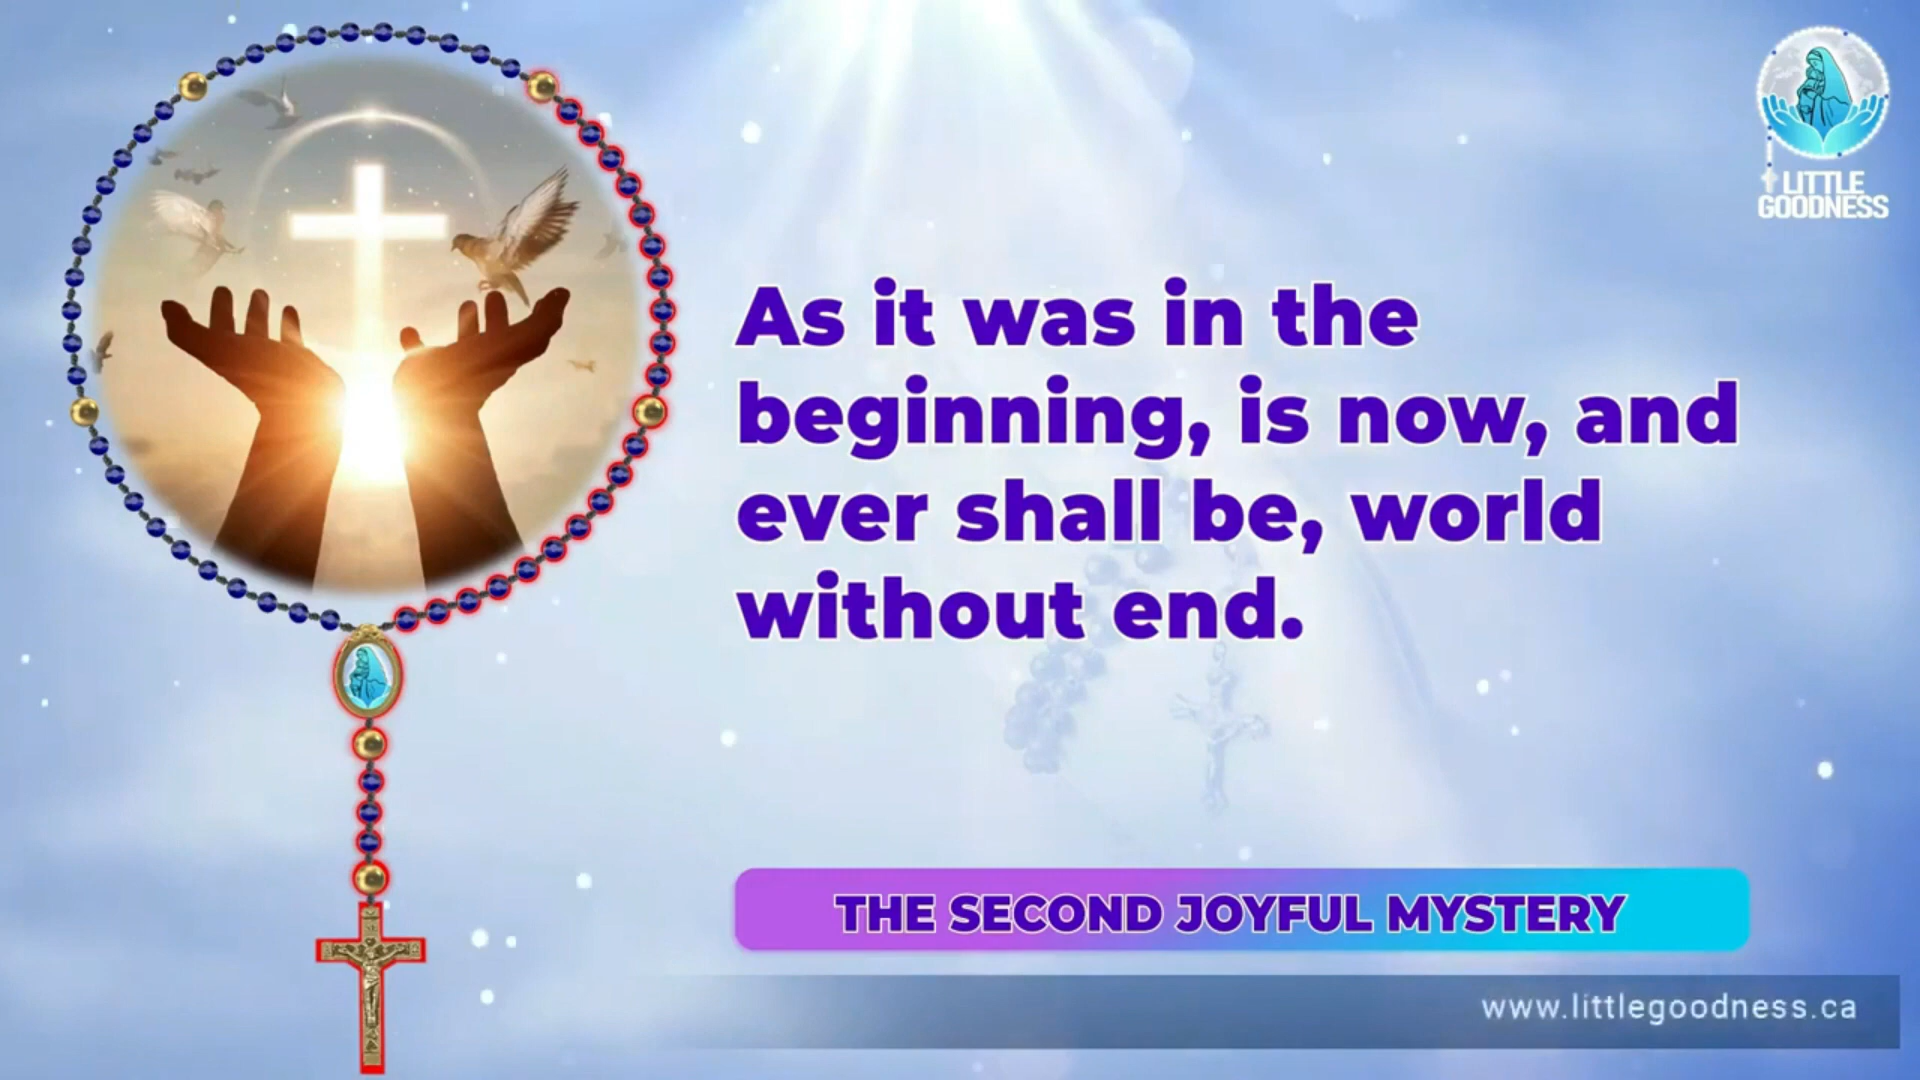 LITTLE
GOODNESS
As it was in the
beginning, is now, and
ever shall be, world
without end.
THE SECOND JOYFUL MYSTERY
www.littlegoodness.ca